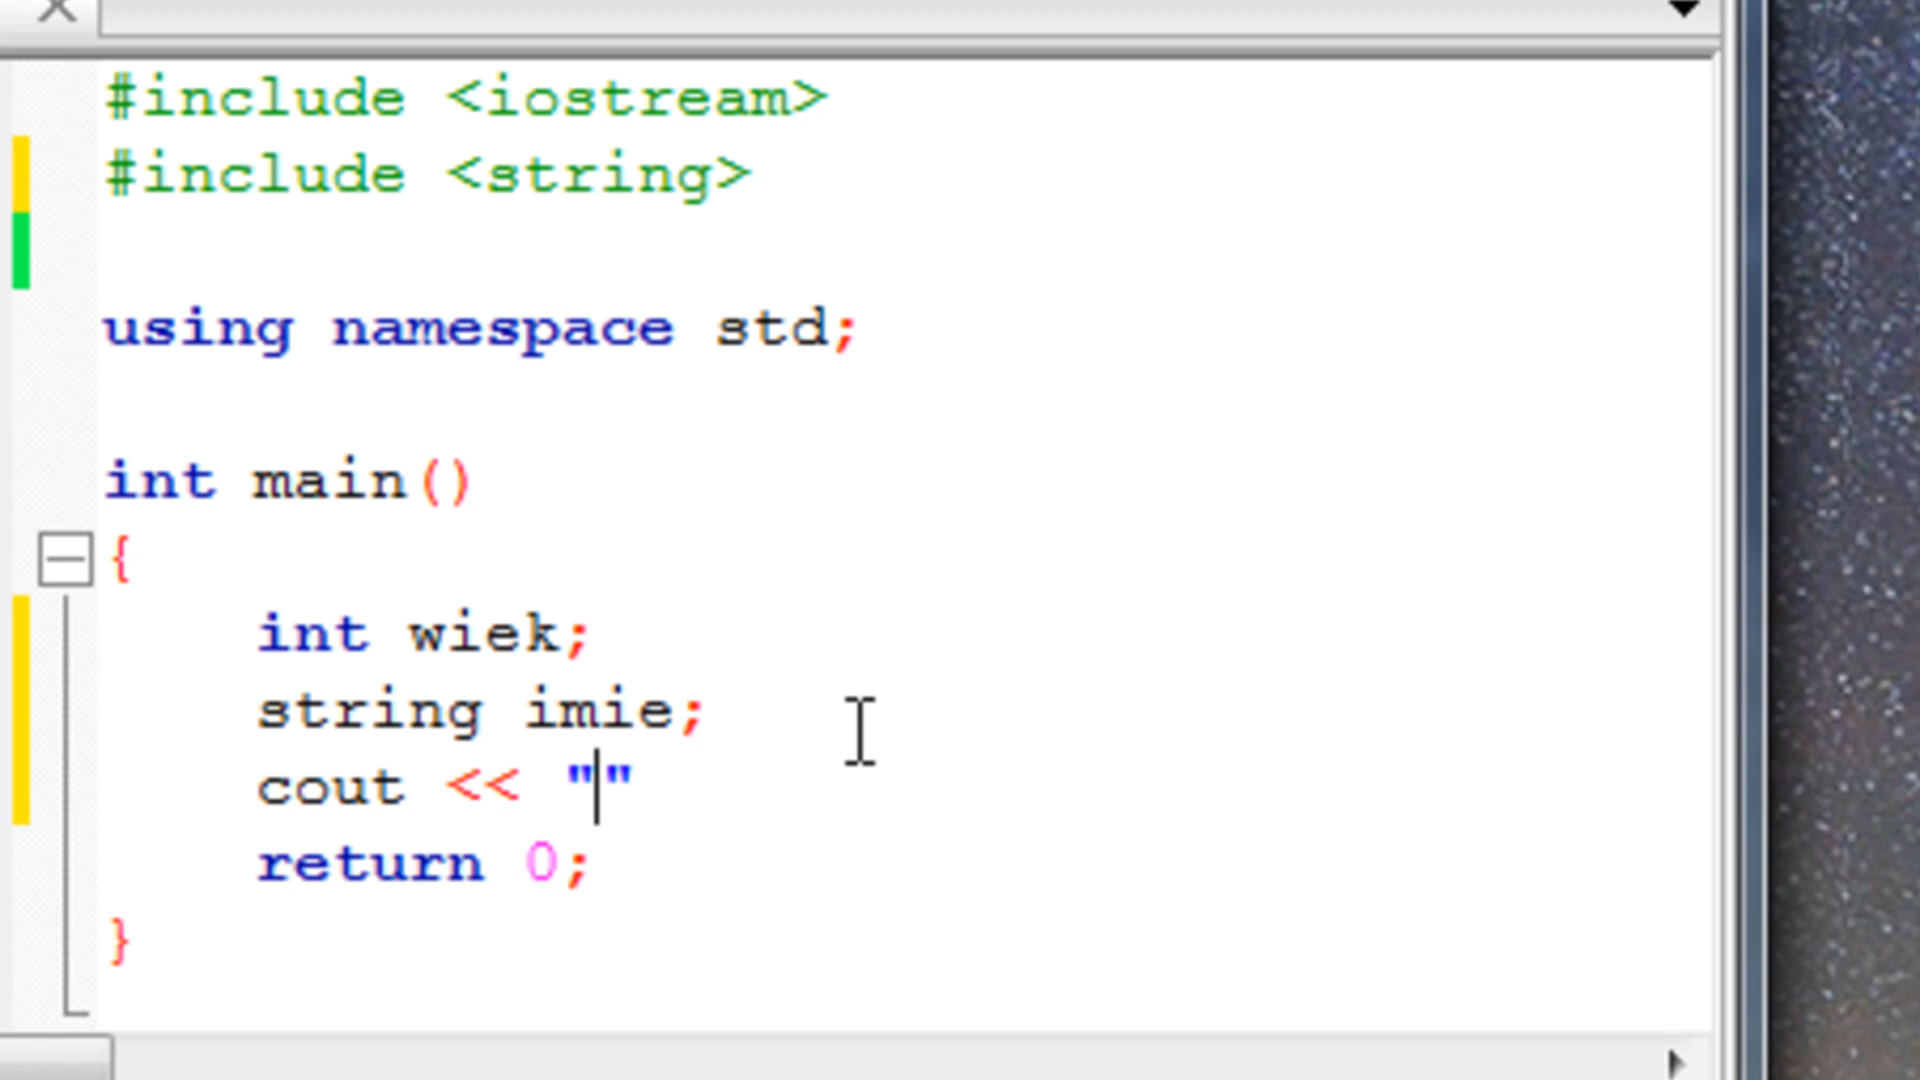 #include <iostream>
#include <string>
using namespace std;
int main()
{
int wiek;
string imie;
cout << ""
return 0;
}